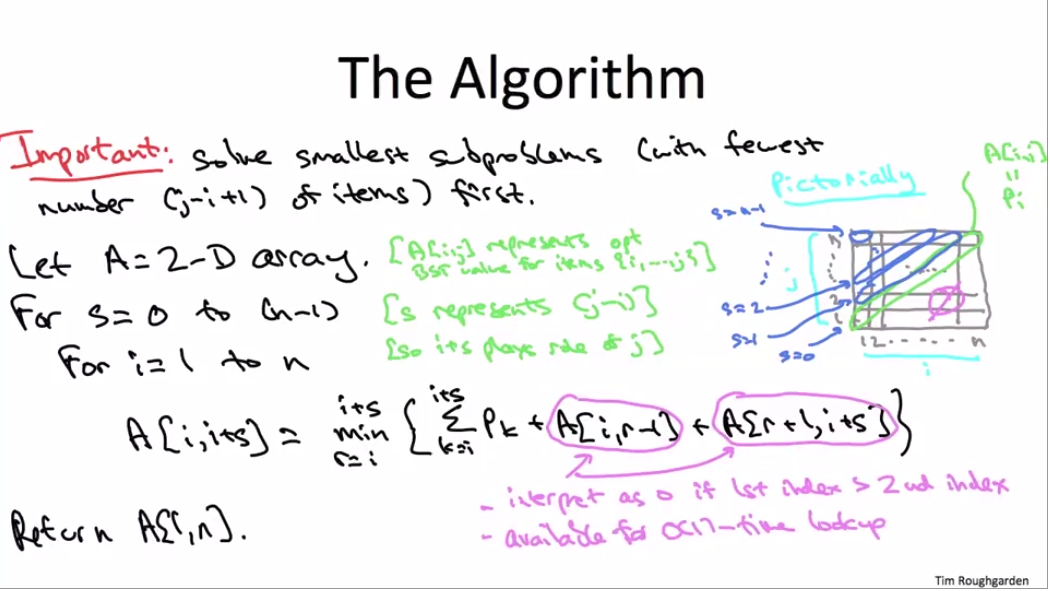 The Algorithm
Important: solve smallest subproblems (with fewest
number (j-i+1) of items) first.
Let A = 2-D array. [A[i,j] represents opt
BST value for items {i,...,j}]
For s=0 to (n-1) [s represents (j-i)]
For i=1 to n [so i+s plays role of j]
A[i,i+s] = min_{r=i}^{i+s} { Σ_{k=i}^{i+s} P_k + A[i,r-1] + A[r+1,i+s] }
- interpret as 0 if 1st index > 2nd index
- available for O(1)-time lookup
Return A[1,n].
Pictorially
A[i,i]
=
P_i
s=n-1
s=2
s=1
s=0
n
j
2
1
1 2 ...... n
i
Tim Roughgarden